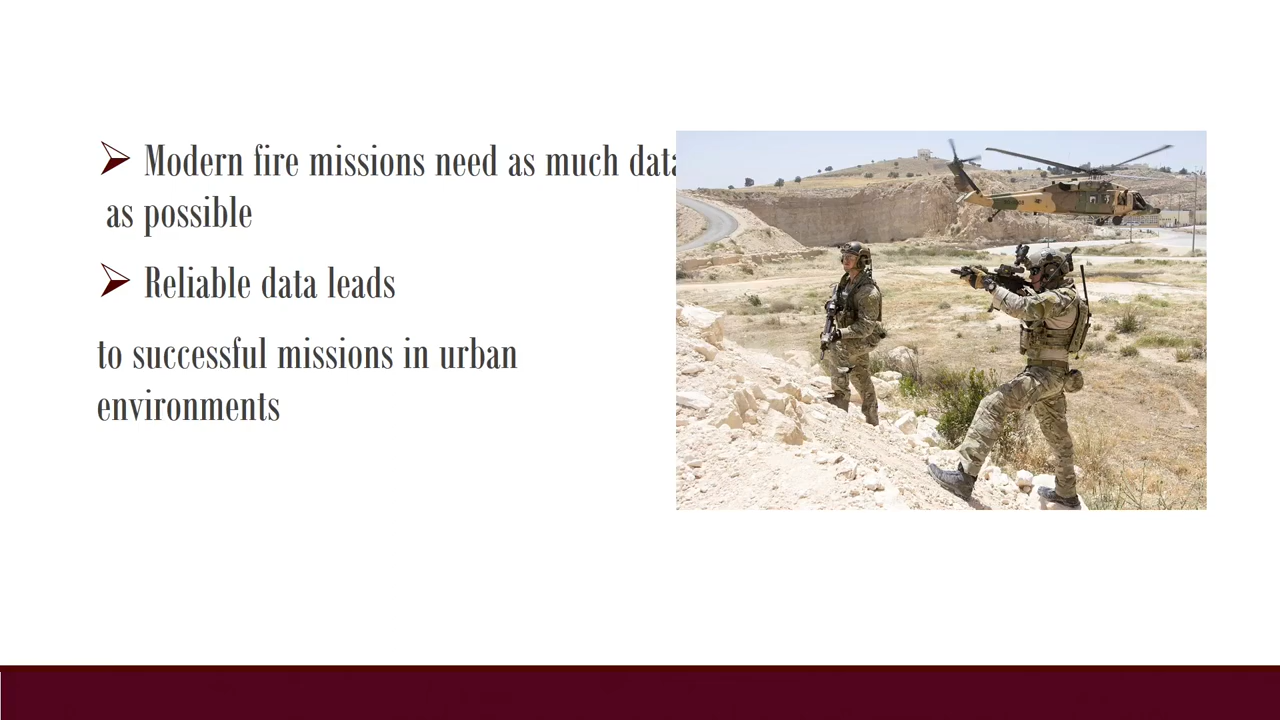 Modern fire missions need as much data
as possible
Reliable data leads
to successful missions in urban
environments